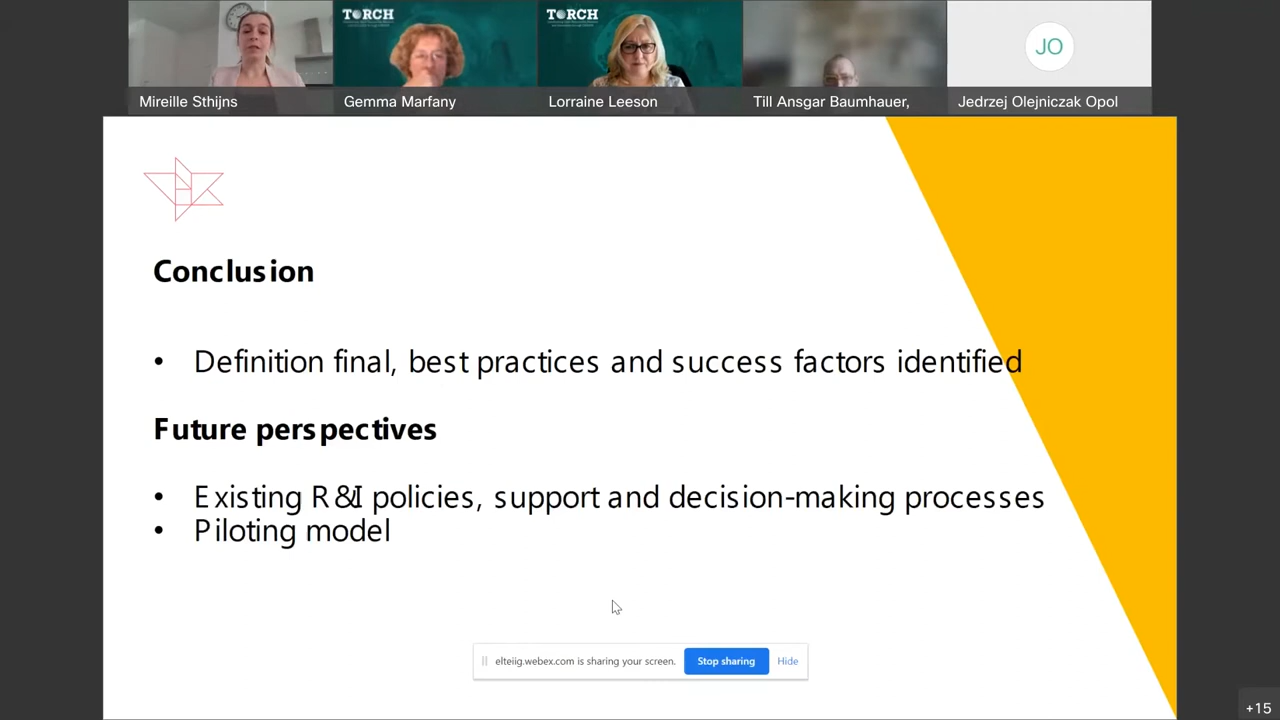 TORCH
TORCH
JO
Mireille Sthijns
Gemma Marfany
Lorraine Leeson
Till Ansgar Baumhauer,
Jedrzej Olejniczak Opol
Conclusion
• Definition final, best practices and success factors identified
Future perspectives
• Existing R&I policies, support and decision-making processes
• Piloting model
elteiig.webex.com is sharing your screen. Stop sharing Hide
+15